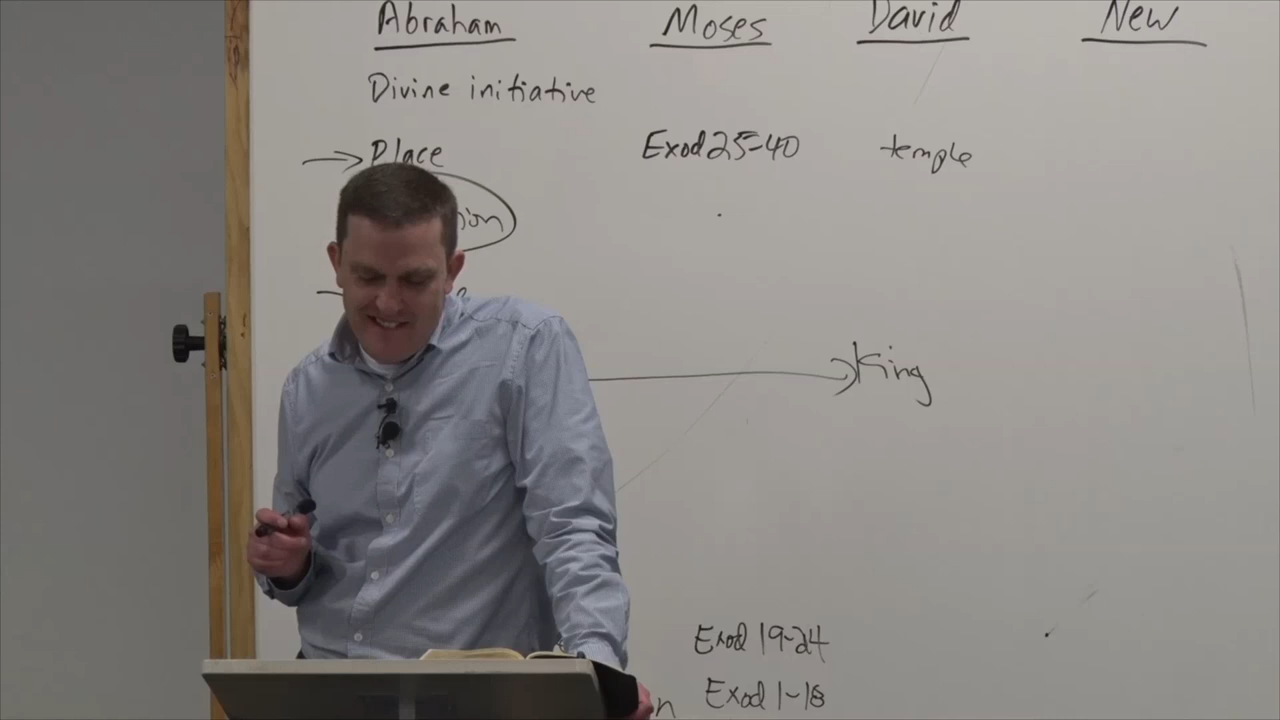 Abraham Moses David New
Divine initiative
Place Exod 25-40 temple
King
Exod 19-24
Exod 1-18